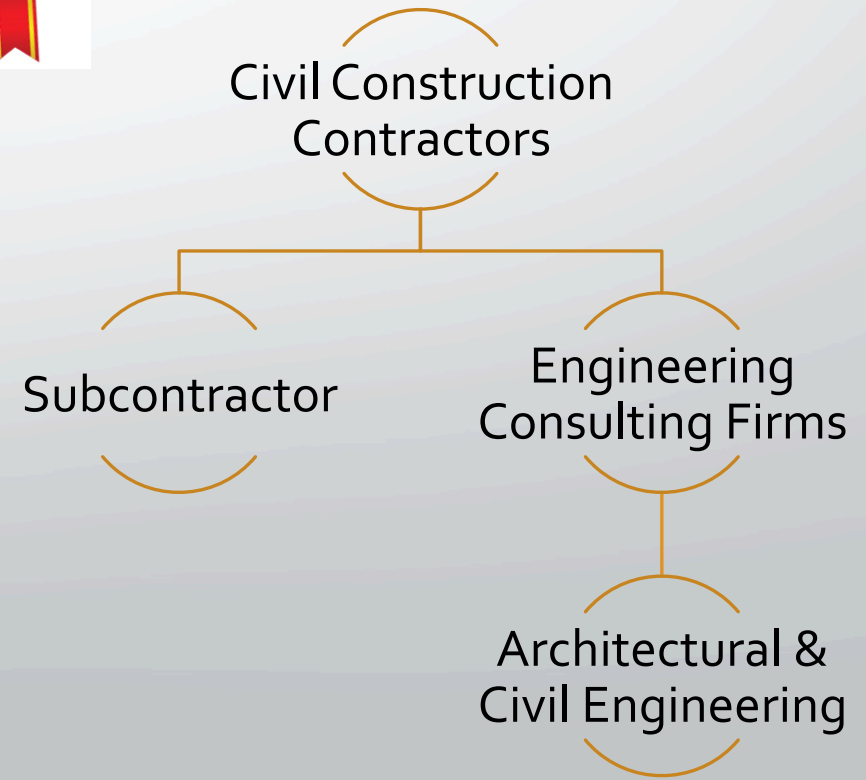 Civil Construction
Contractors
Subcontractor
Engineering
Consulting Firms
Architectural &
Civil Engineering